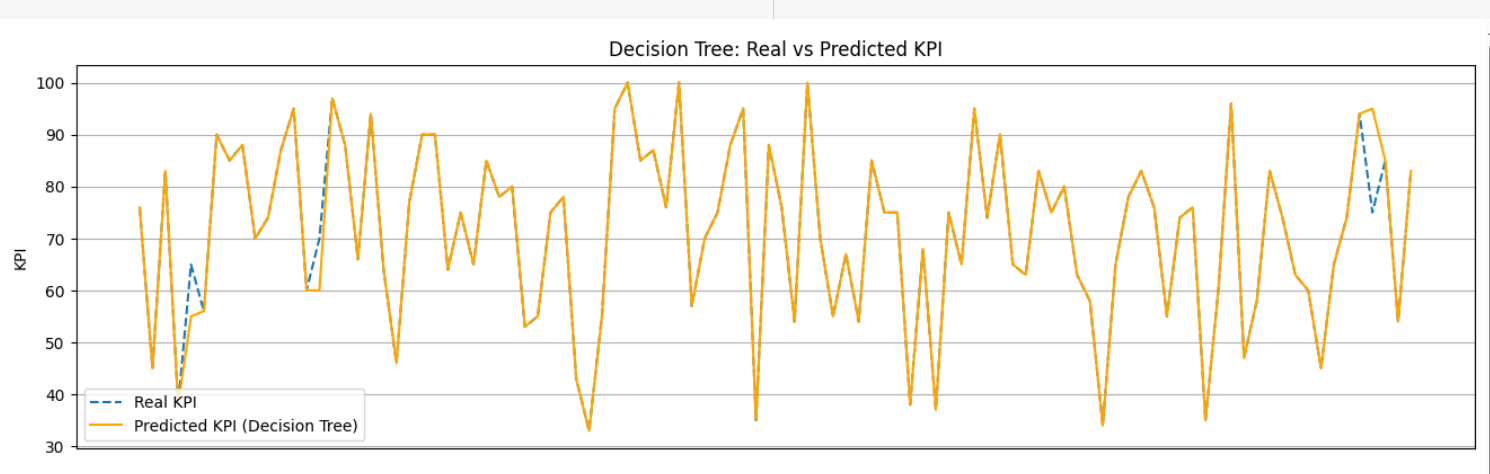 Decision Tree: Real vs Predicted KPI
100
90
80
70
60
50
40
30
KPI
Real KPI
Predicted KPI (Decision Tree)